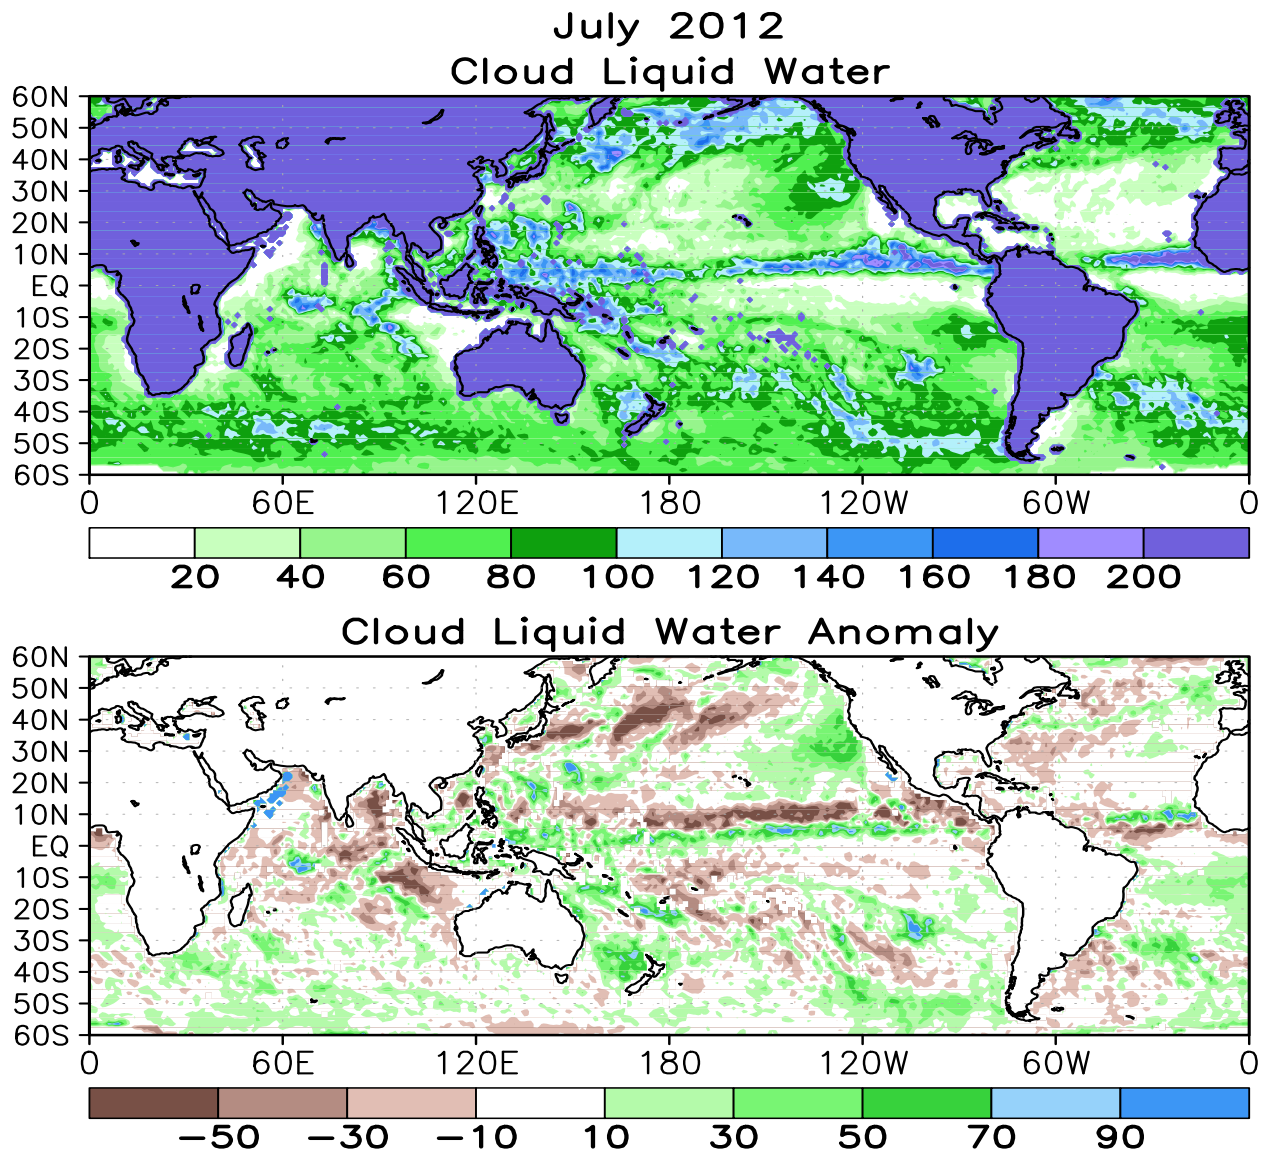 July 2012
Cloud Liquid Water
60N
50N
40N
30N
20N
10N
EQ
10S
20S
30S
40S
50S
60S
0 60E 120E 180 120W 60W 0
20 40 60 80 100 120 140 160 180 200
Cloud Liquid Water Anomaly
60N
50N
40N
30N
20N
10N
EQ
10S
20S
30S
40S
50S
60S
0 60E 120E 180 120W 60W 0
−50 −30 −10 10 30 50 70 90